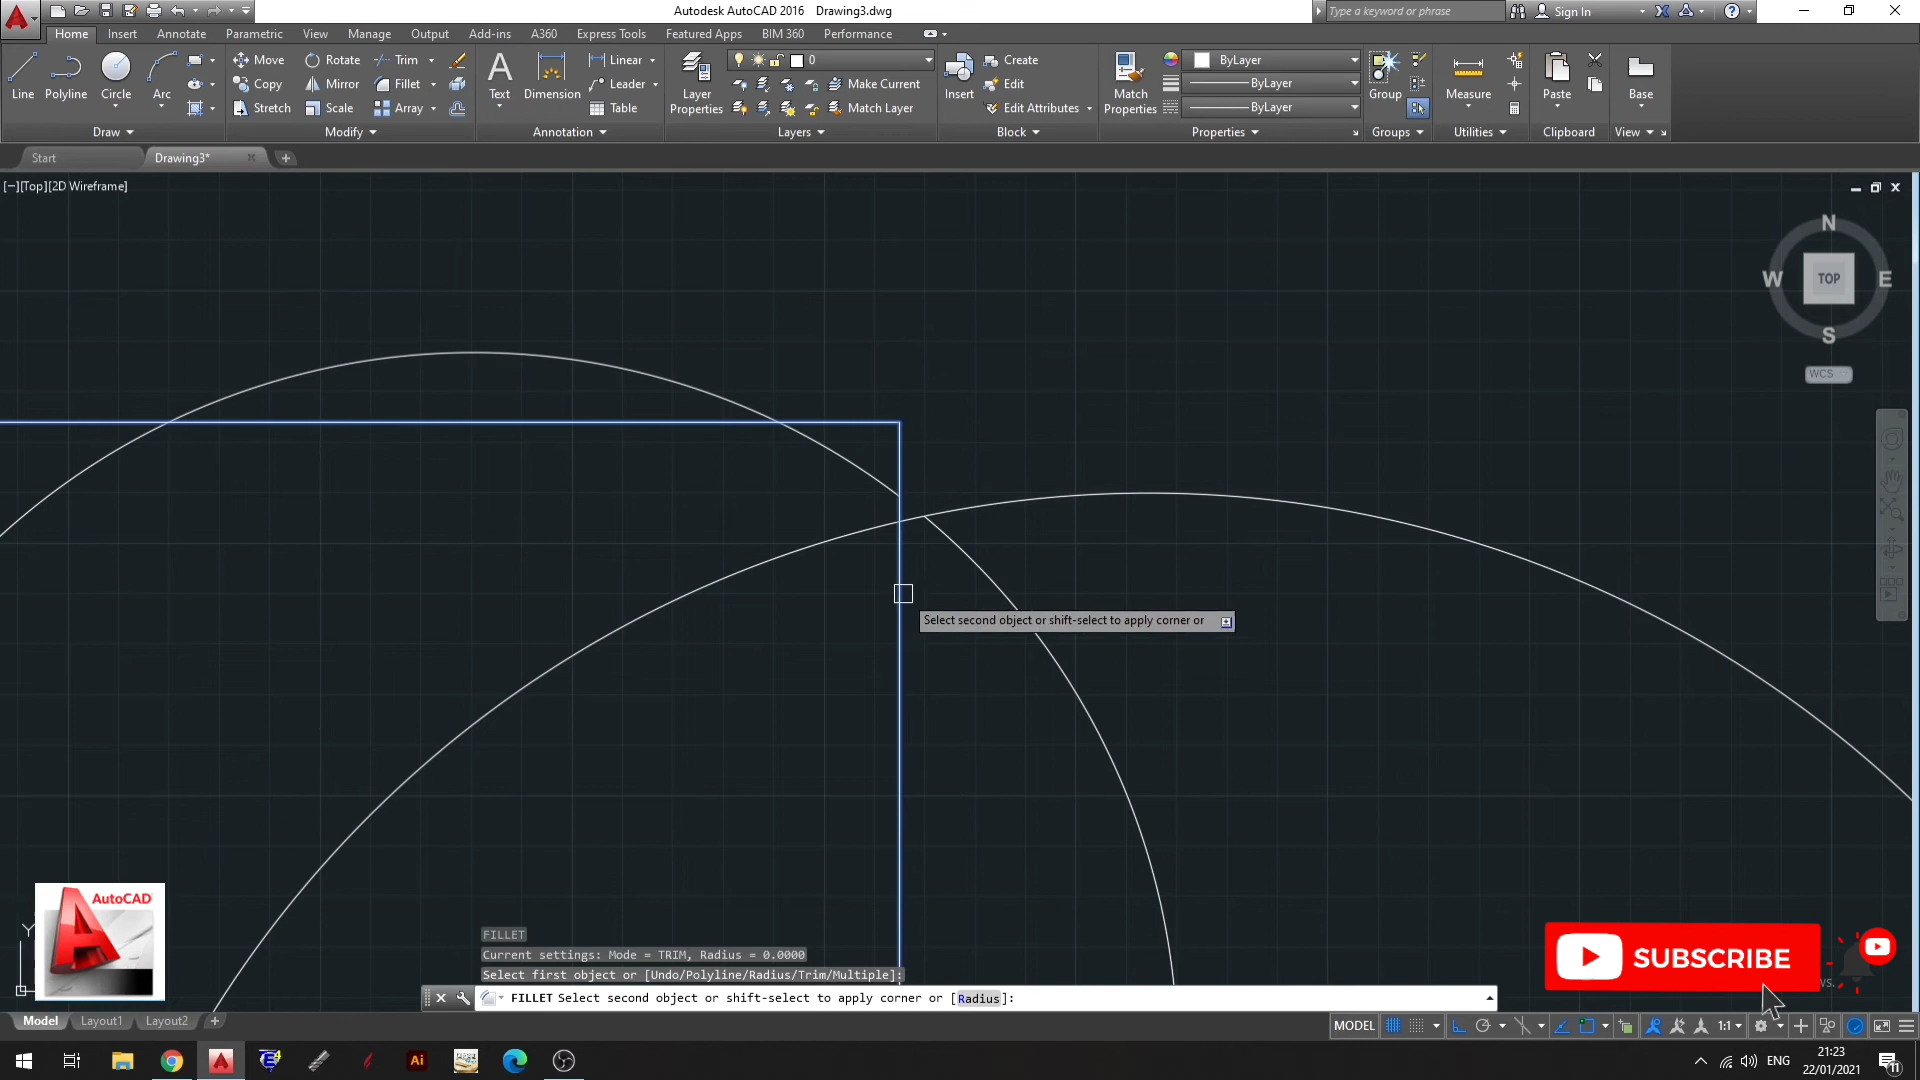 Autodesk AutoCAD 2016 Drawing3.dwg
Type a keyword or phrase
Sign In
Home Insert Annotate Parametric View Manage Output Add-ins A360 Express Tools Featured Apps BIM 360 Performance
Line Polyline Circle Arc
Move Rotate Trim
Copy Mirror Fillet
Stretch Scale Array
Text Dimension
Linear
Leader
Table
Layer Properties
0
Make Current
Match Layer
Insert
Create
Edit
Edit Attributes
Match Properties
ByLayer
ByLayer
ByLayer
Group Measure Paste Base
Draw Modify Annotation Layers Block Properties Groups Utilities Clipboard View
Start Drawing3*
[−][Top][2D Wireframe]
N
W TOP E
S
WCS
Select second object or shift-select to apply corner or
AutoCAD
Y
FILLET
Current settings: Mode = TRIM, Radius = 0.0000
Select first object or [Undo/Polyline/Radius/Trim/Multiple]:
FILLET Select second object or shift-select to apply corner or [Radius]:
SUBSCRIBE
Model Layout1 Layout2
MODEL 1:1
Ai
ENG
21:23
22/01/2021
11